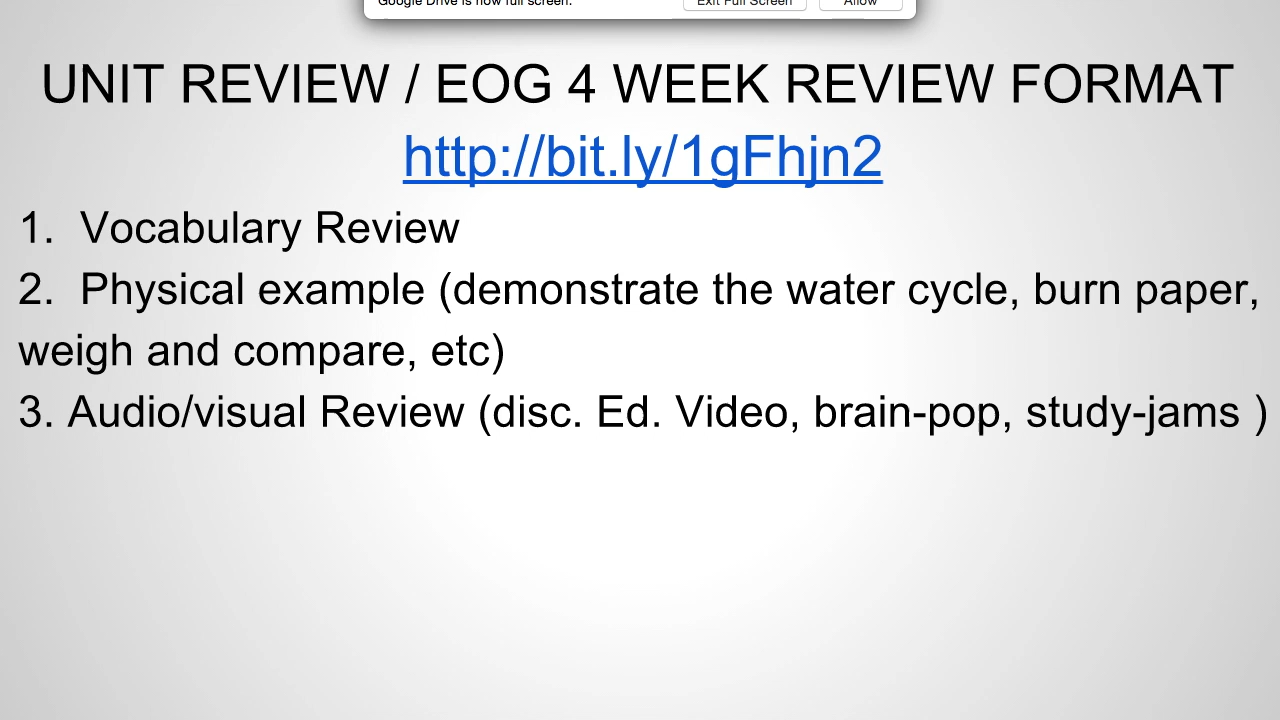 Google Drive is now full screen. Exit Full Screen Allow
UNIT REVIEW / EOG 4 WEEK REVIEW FORMAT
http://bit.ly/1gFhjn2
1. Vocabulary Review
2. Physical example (demonstrate the water cycle, burn paper,
weigh and compare, etc)
3. Audio/visual Review (disc. Ed. Video, brain-pop, study-jams )